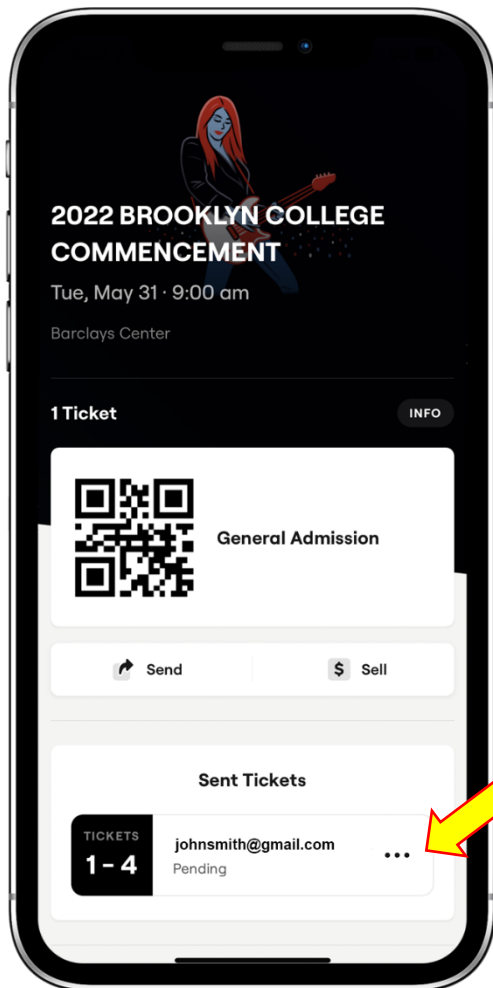 2022 BROOKLYN COLLEGE
COMMENCEMENT
Tue, May 31 · 9:00 am
Barclays Center
1 Ticket
INFO
General Admission
Send
$ Sell
Sent Tickets
TICKETS
1 - 4
johnsmith@gmail.com
Pending